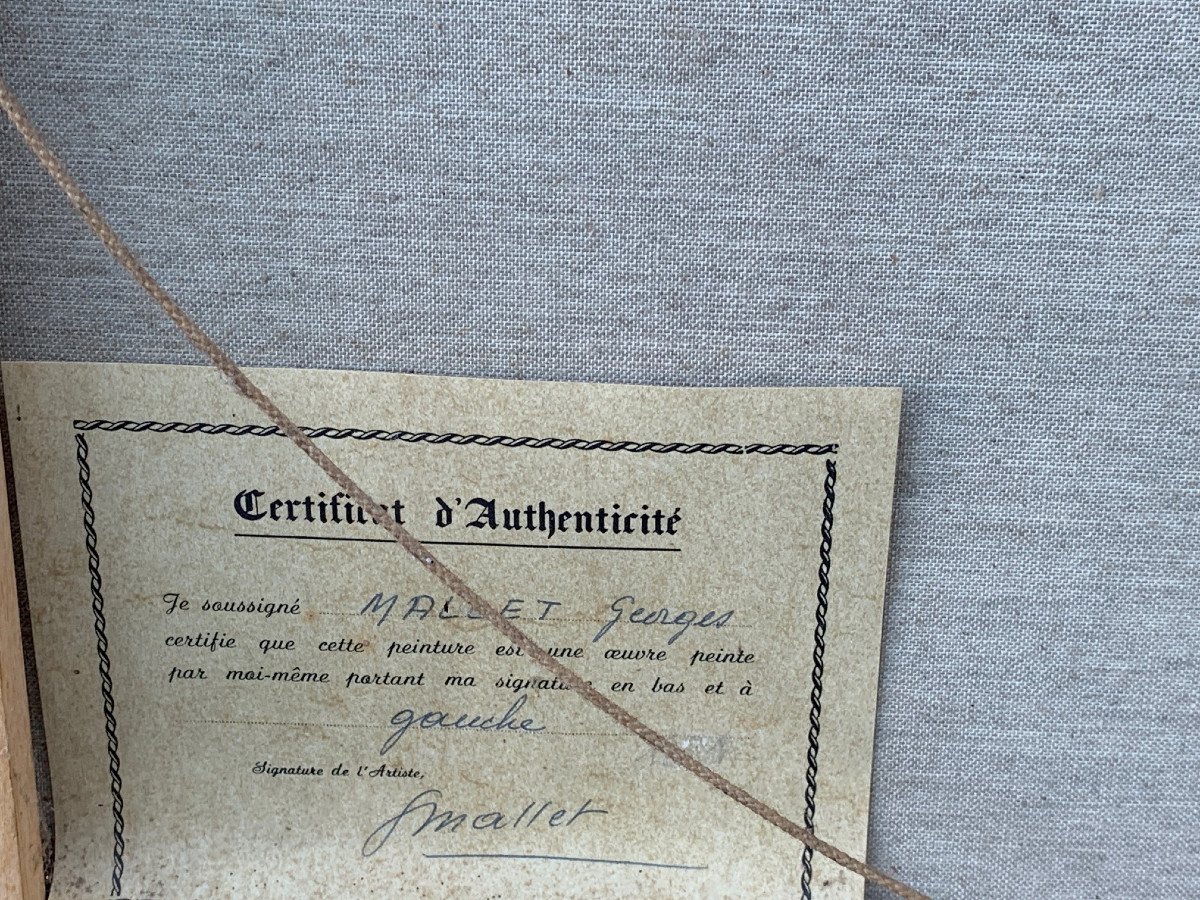 Certificat d'Authenticité
Je soussigné MALLET Georges
certifie que cette peinture est une œuvre peinte
par moi-même portant ma signature en bas et à
gauche
Signature de l'Artiste,
Gmallet